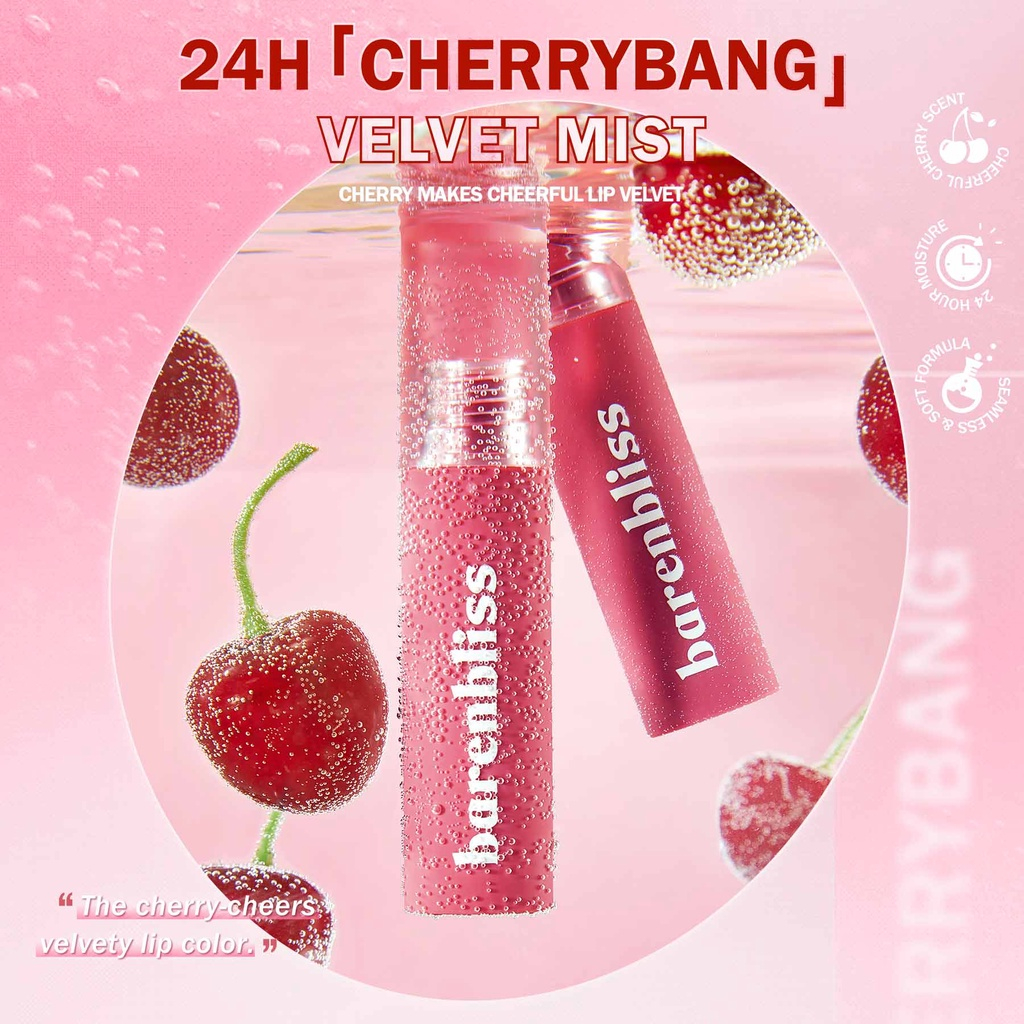 24H「CHERRYBANG」
VELVET MIST
CHERRY MAKES CHEERFUL LIP VELVET
CHEERFUL CHERRY SCENT
24 HOUR MOISTURE
SEAMLESS & SOFT FORMULA
barenbliss
barenbliss
ERRYBANG
“ The cherry-cheers
velvety lip color. ”